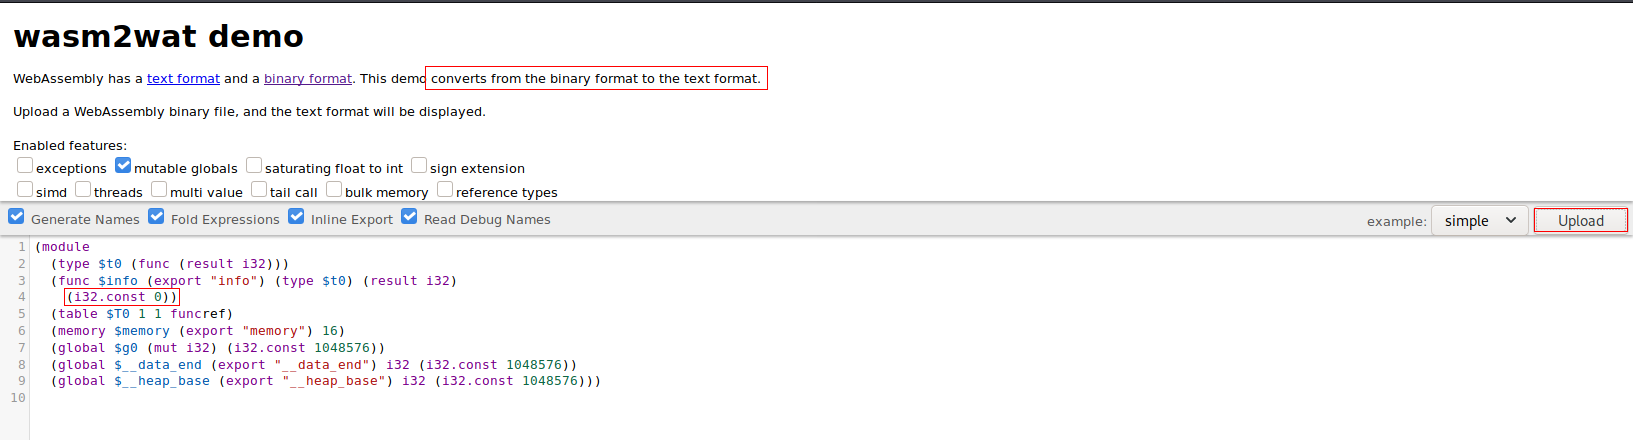 wasm2wat demo
WebAssembly has a text format and a binary format. This demo converts from the binary format to the text format.
Upload a WebAssembly binary file, and the text format will be displayed.
Enabled features:
exceptions mutable globals saturating float to int sign extension
simd threads multi value tail call bulk memory reference types
Generate Names Fold Expressions Inline Export Read Debug Names example: simple Upload
1 (module
2 (type $t0 (func (result i32)))
3 (func $info (export "info") (type $t0) (result i32)
4 (i32.const 0))
5 (table $T0 1 1 funcref)
6 (memory $memory (export "memory") 16)
7 (global $g0 (mut i32) (i32.const 1048576))
8 (global $__data_end (export "__data_end") i32 (i32.const 1048576))
9 (global $__heap_base (export "__heap_base") i32 (i32.const 1048576)))
10